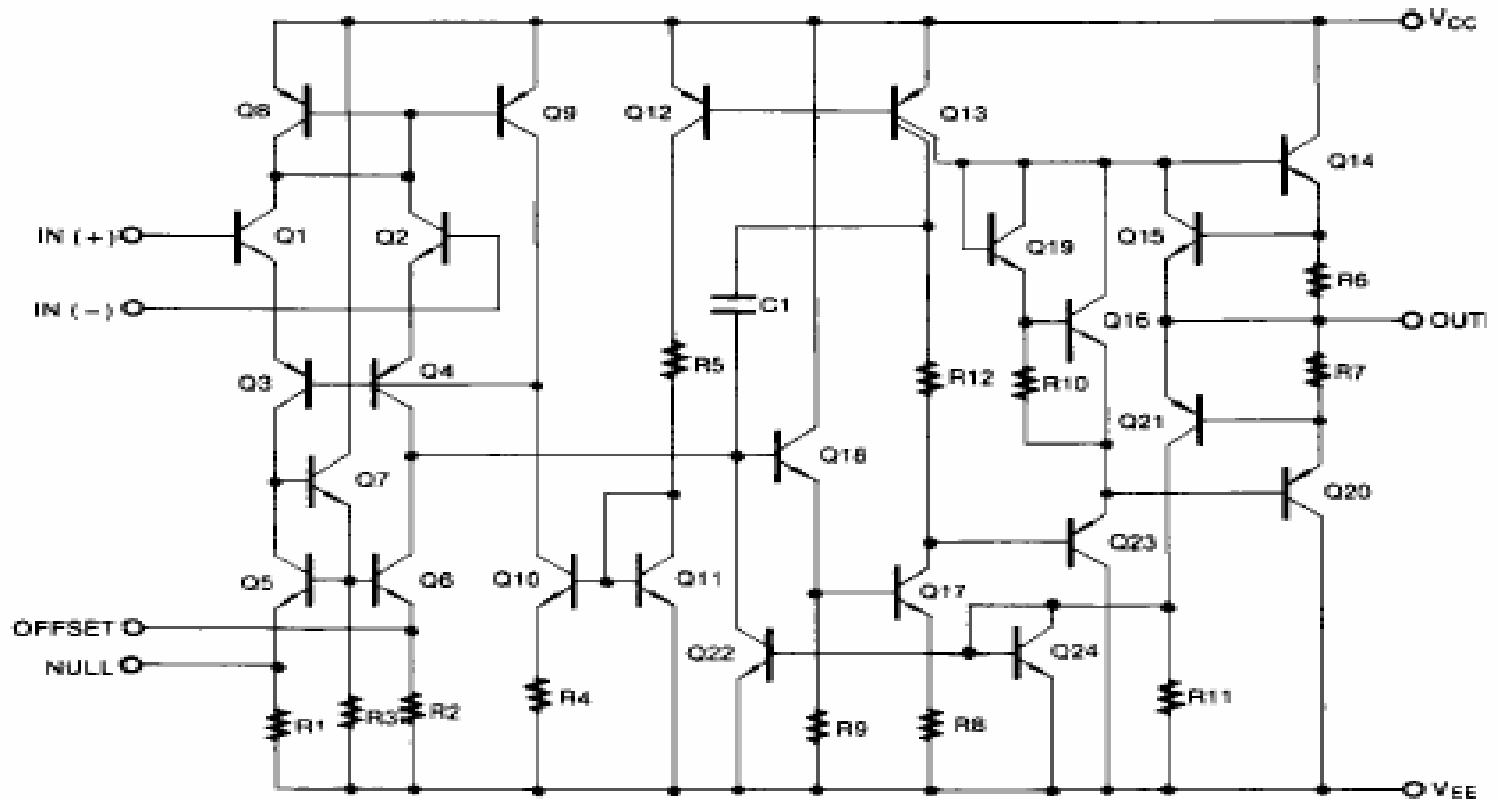 VCC
Q8
Q9
Q12
Q13
Q14
IN (+)
Q1
Q2
Q19
Q15
R6
IN (−)
C1
Q16
OUT
Q3
Q4
R5
R12
R10
R7
Q21
Q7
Q18
Q20
Q5
Q6
Q10
Q11
Q23
Q17
OFFSET
NULL
Q22
Q24
R1
R3
R2
R4
R9
R8
R11
VEE